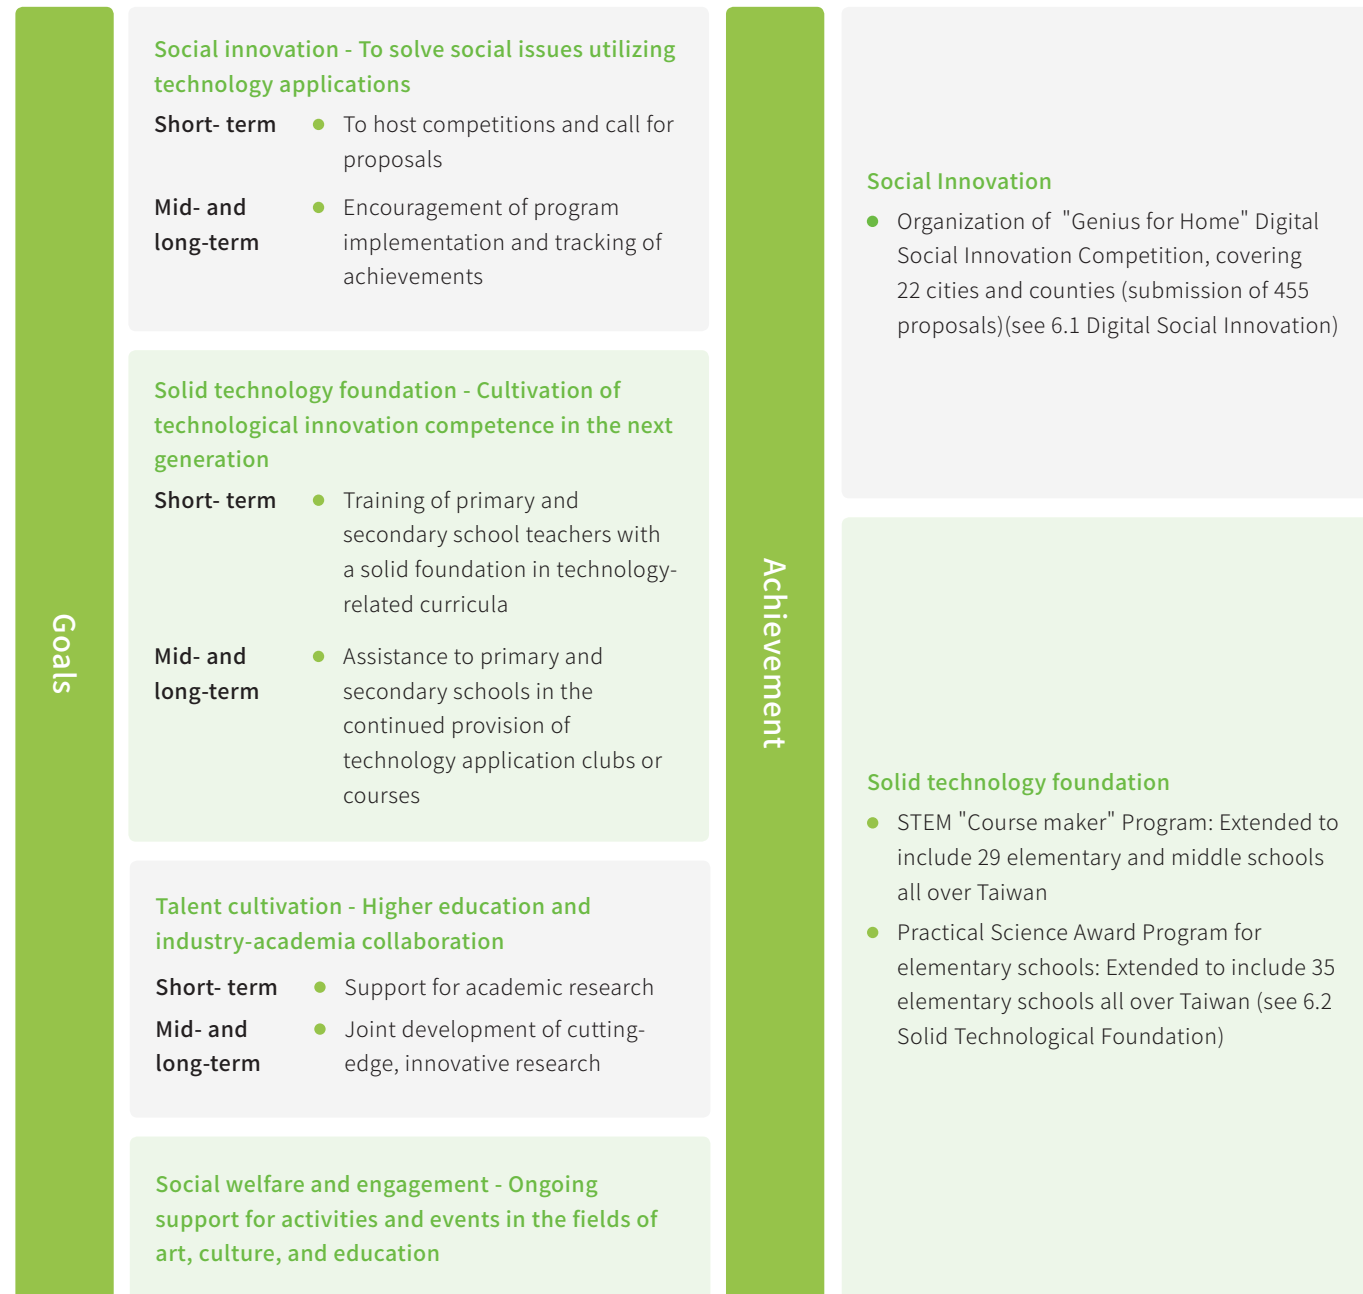 Goals
Social innovation - To solve social issues utilizing
technology applications
Short- term
● To host competitions and call for
proposals
Mid- and
long-term
● Encouragement of program
implementation and tracking of
achievements
Solid technology foundation - Cultivation of
technological innovation competence in the next
generation
Short- term
● Training of primary and
secondary school teachers with
a solid foundation in technology-
related curricula
Mid- and
long-term
● Assistance to primary and
secondary schools in the
continued provision of
technology application clubs or
courses
Talent cultivation - Higher education and
industry-academia collaboration
Short- term
● Support for academic research
Mid- and
long-term
● Joint development of cutting-
edge, innovative research
Social welfare and engagement - Ongoing
support for activities and events in the fields of
art, culture, and education
Achievement
Social Innovation
● Organization of "Genius for Home" Digital
Social Innovation Competition, covering
22 cities and counties (submission of 455
proposals)(see 6.1 Digital Social Innovation)
Solid technology foundation
● STEM "Course maker" Program: Extended to
include 29 elementary and middle schools
all over Taiwan
● Practical Science Award Program for
elementary schools: Extended to include 35
elementary schools all over Taiwan (see 6.2
Solid Technological Foundation)